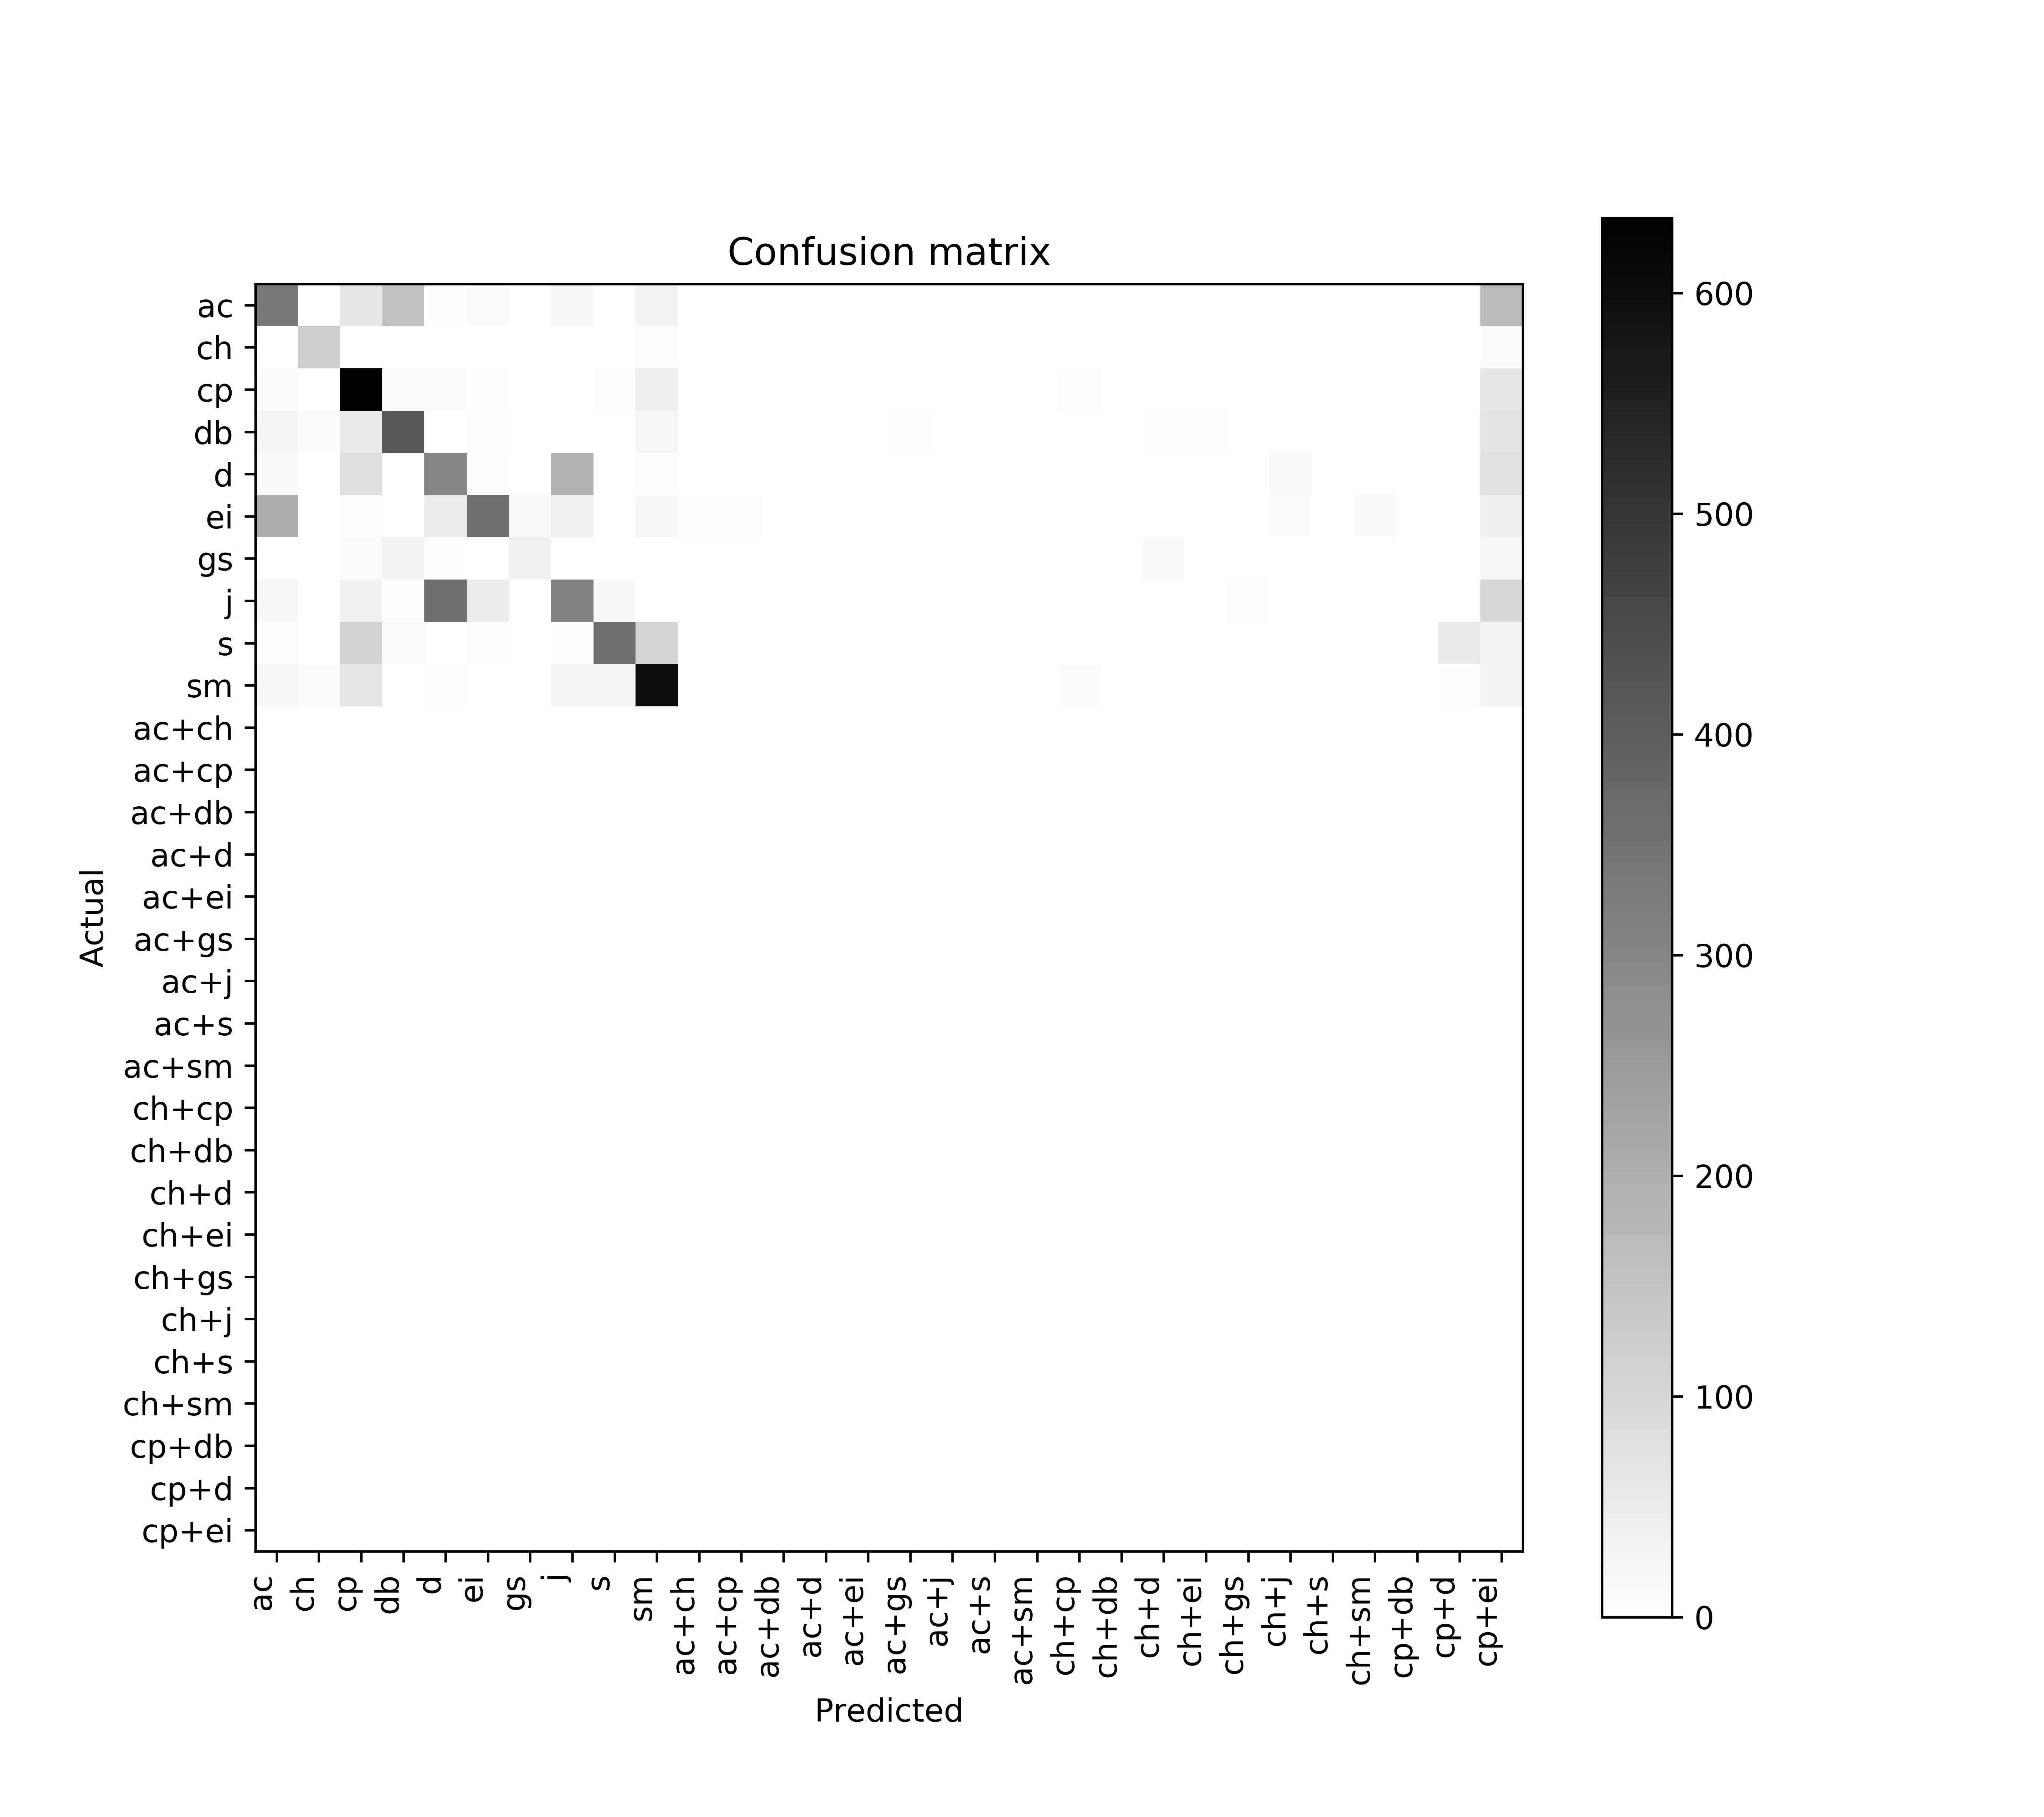 Confusion matrix
Actual
ac
ch
cp
db
d
ei
gs
j
s
sm
ac+ch
ac+cp
ac+db
ac+d
ac+ei
ac+gs
ac+j
ac+s
ac+sm
ch+cp
ch+db
ch+d
ch+ei
ch+gs
ch+j
ch+s
ch+sm
cp+db
cp+d
cp+ei
ac
ch
cp
db
d
ei
gs
j
s
sm
ac+ch
ac+cp
ac+db
ac+d
ac+ei
ac+gs
ac+j
ac+s
ac+sm
ch+cp
ch+db
ch+d
ch+ei
ch+gs
ch+j
ch+s
ch+sm
cp+db
cp+d
cp+ei
Predicted
600
500
400
300
200
100
0